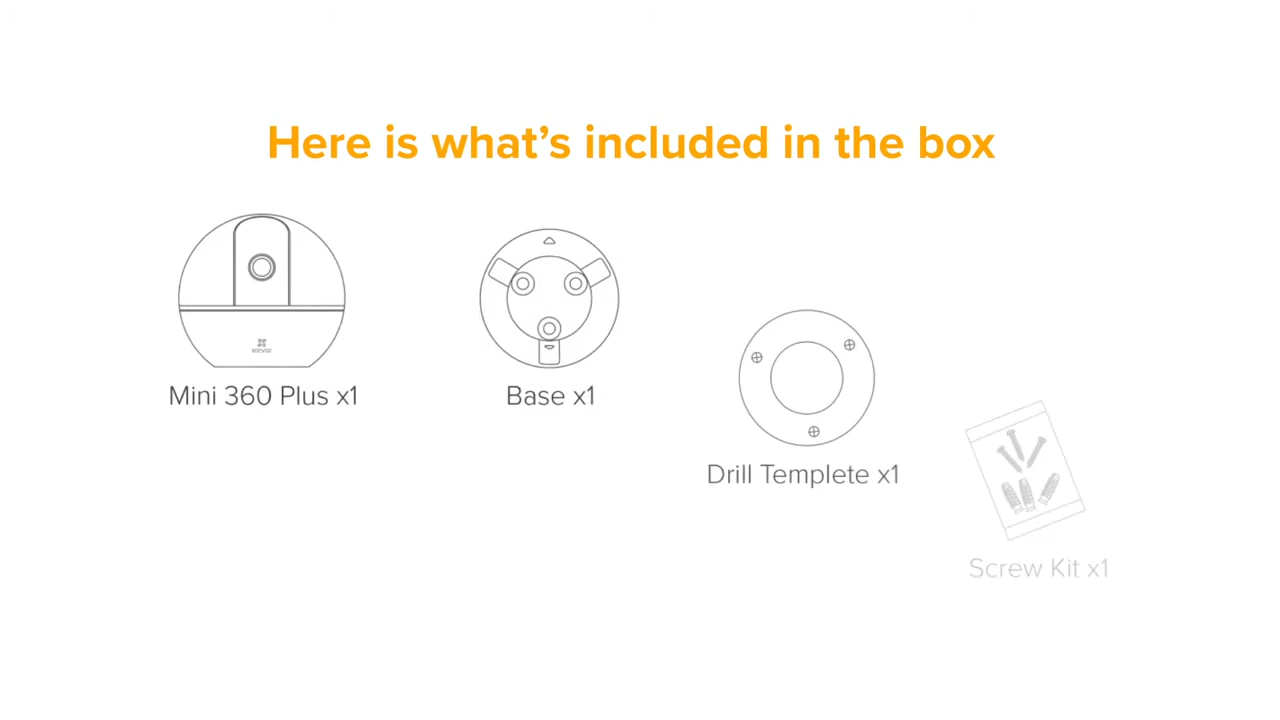 Here is what’s included in the box
EZVIZ
Mini 360 Plus x1
Base x1
Drill Templete x1
Screw Kit x1